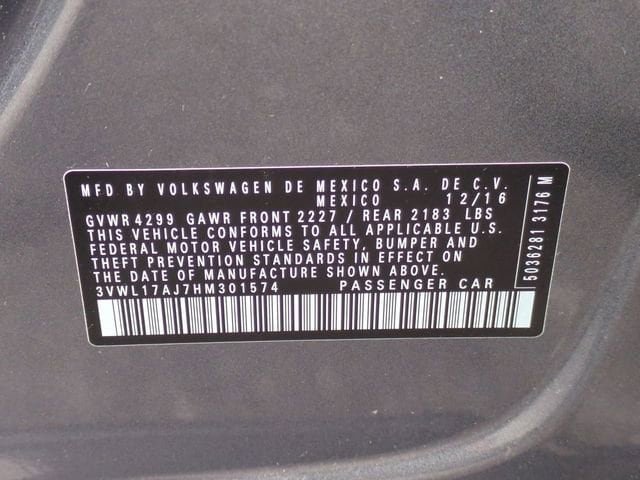 MFD BY VOLKSWAGEN DE MEXICO S.A. DE C.V.
MEXICO 12/16
GVWR 4299 GAWR FRONT 2227 / REAR 2183 LBS
THIS VEHICLE CONFORMS TO ALL APPLICABLE U.S.
FEDERAL MOTOR VEHICLE SAFETY, BUMPER AND
THEFT PREVENTION STANDARDS IN EFFECT ON
THE DATE OF MANUFACTURE SHOWN ABOVE.
3VWL17AJ7HM301574 PASSENGER CAR
5036281 3176 M